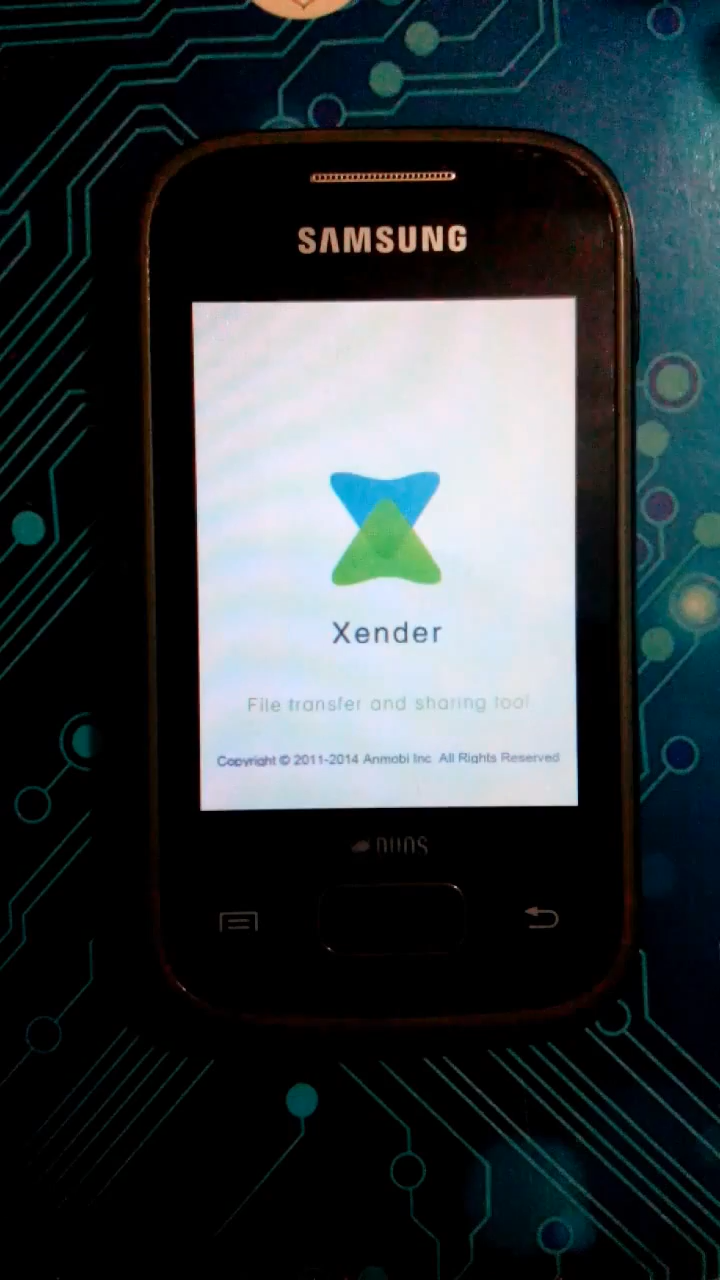 SAMSUNG
Xender
File transfer and sharing tool
Copyright © 2011-2014 Anmobi Inc. All Rights Reserved
DUOS